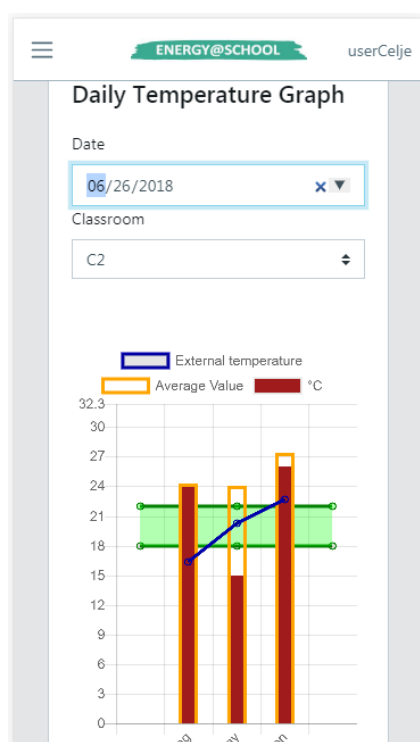 ENERGY@SCHOOL
userCelje
Daily Temperature Graph
Date
06/26/2018
Classroom
C2
External temperature
Average Value
°C
32.3
30
27
24
21
18
15
12
9
6
3
0